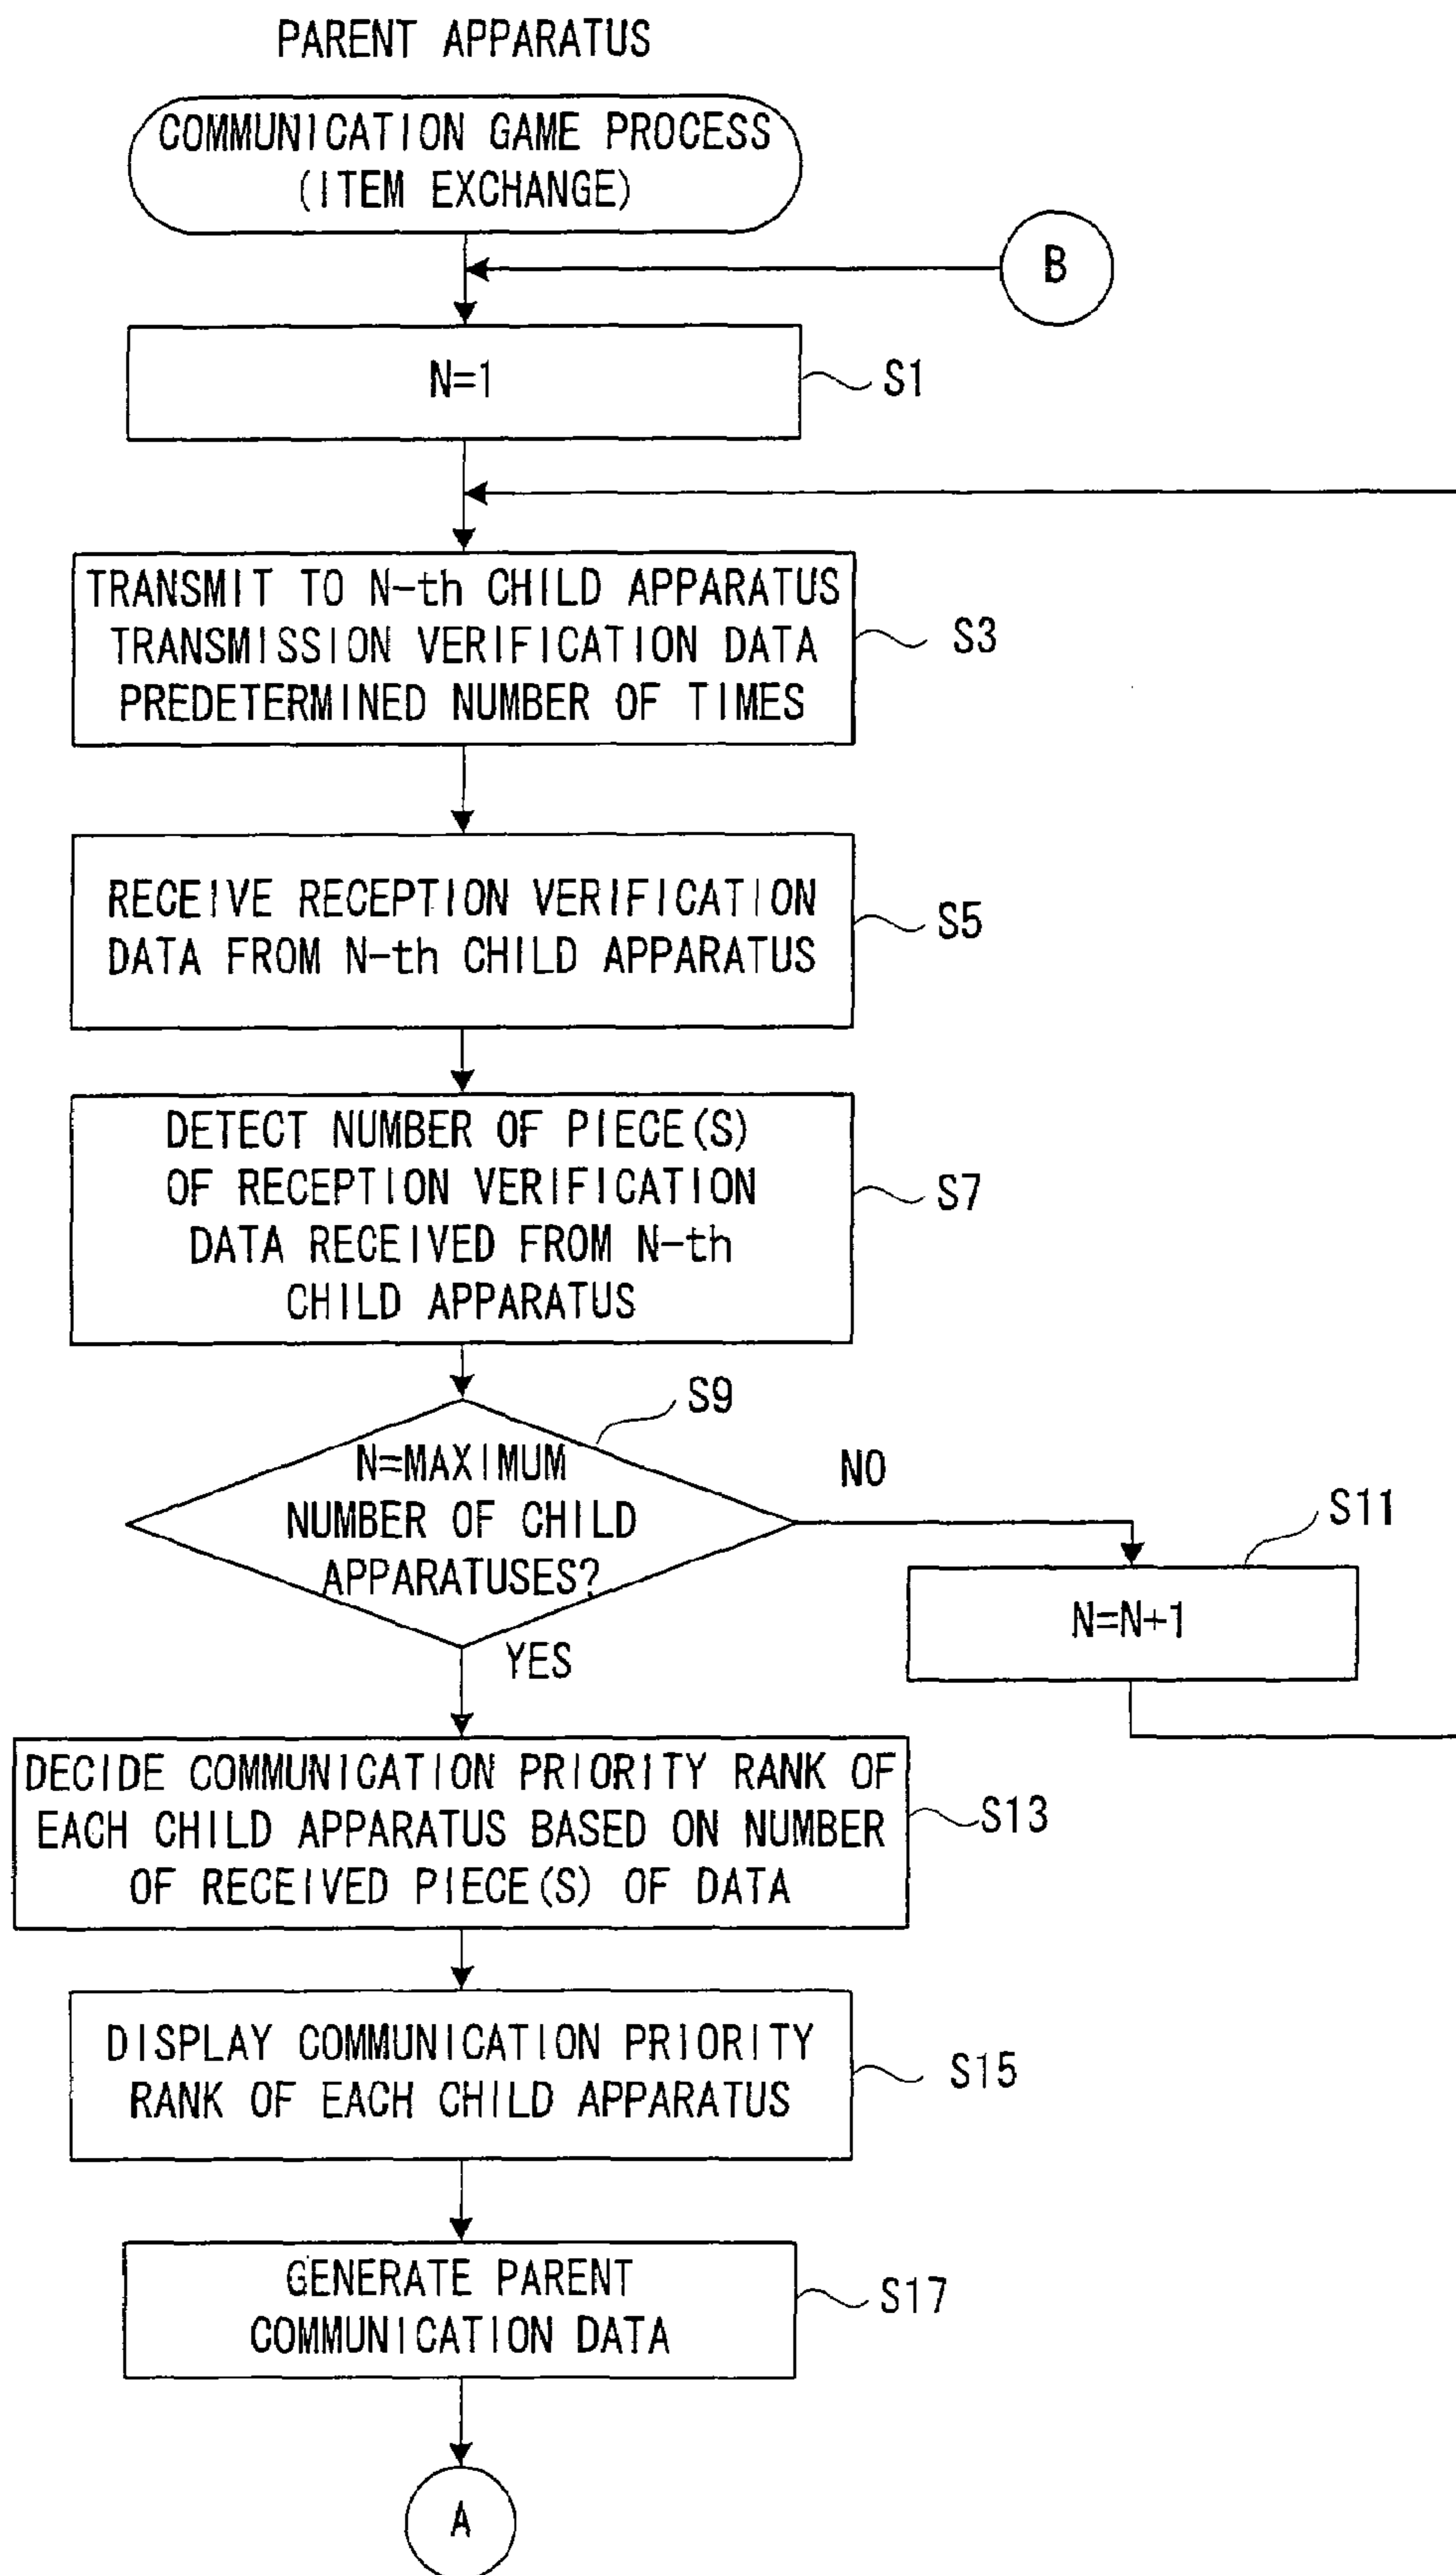 PARENT APPARATUS
COMMUNICATION GAME PROCESS
(ITEM EXCHANGE)
B
N=1
S1
TRANSMIT TO N-th CHILD APPARATUS
TRANSMISSION VERIFICATION DATA
PREDETERMINED NUMBER OF TIMES
S3
RECEIVE RECEPTION VERIFICATION
DATA FROM N-th CHILD APPARATUS
S5
DETECT NUMBER OF PIECE(S)
OF RECEPTION VERIFICATION
DATA RECEIVED FROM N-th
CHILD APPARATUS
S7
S9
N=MAXIMUM
NUMBER OF CHILD
APPARATUSES?
NO
S11
N=N+1
YES
DECIDE COMMUNICATION PRIORITY RANK OF
EACH CHILD APPARATUS BASED ON NUMBER
OF RECEIVED PIECE(S) OF DATA
S13
DISPLAY COMMUNICATION PRIORITY
RANK OF EACH CHILD APPARATUS
S15
GENERATE PARENT
COMMUNICATION DATA
S17
A